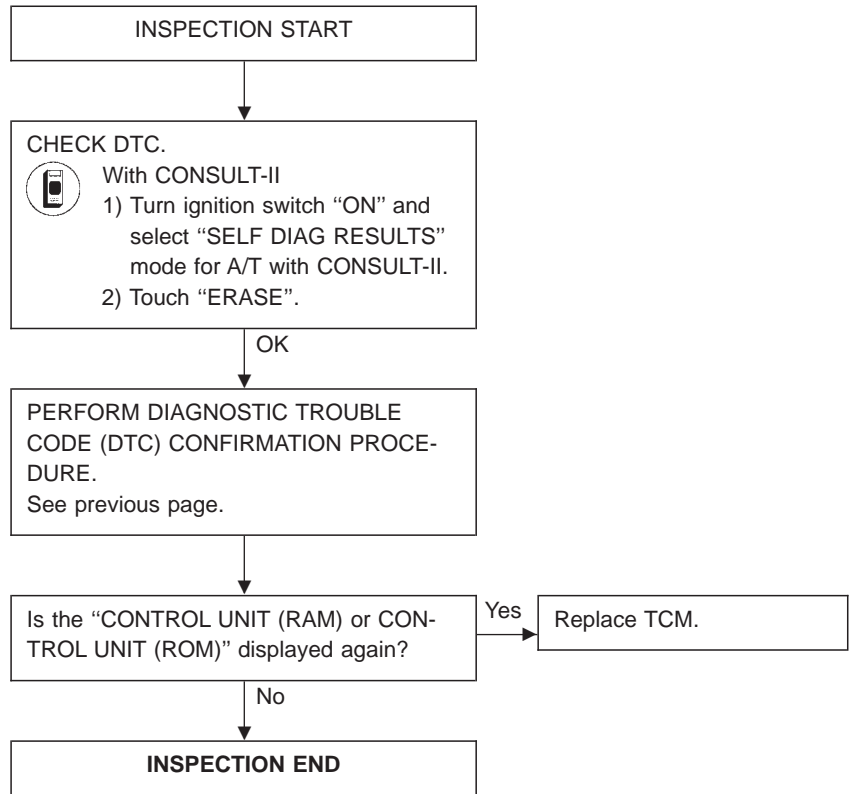 INSPECTION START
CHECK DTC.
With CONSULT-II
1) Turn ignition switch ‘‘ON’’ and
select ‘‘SELF DIAG RESULTS’’
mode for A/T with CONSULT-II.
2) Touch ‘‘ERASE’’.
OK
PERFORM DIAGNOSTIC TROUBLE
CODE (DTC) CONFIRMATION PROCE-
DURE.
See previous page.
Is the ‘‘CONTROL UNIT (RAM) or CON-
TROL UNIT (ROM)’’ displayed again?
Yes
Replace TCM.
No
INSPECTION END